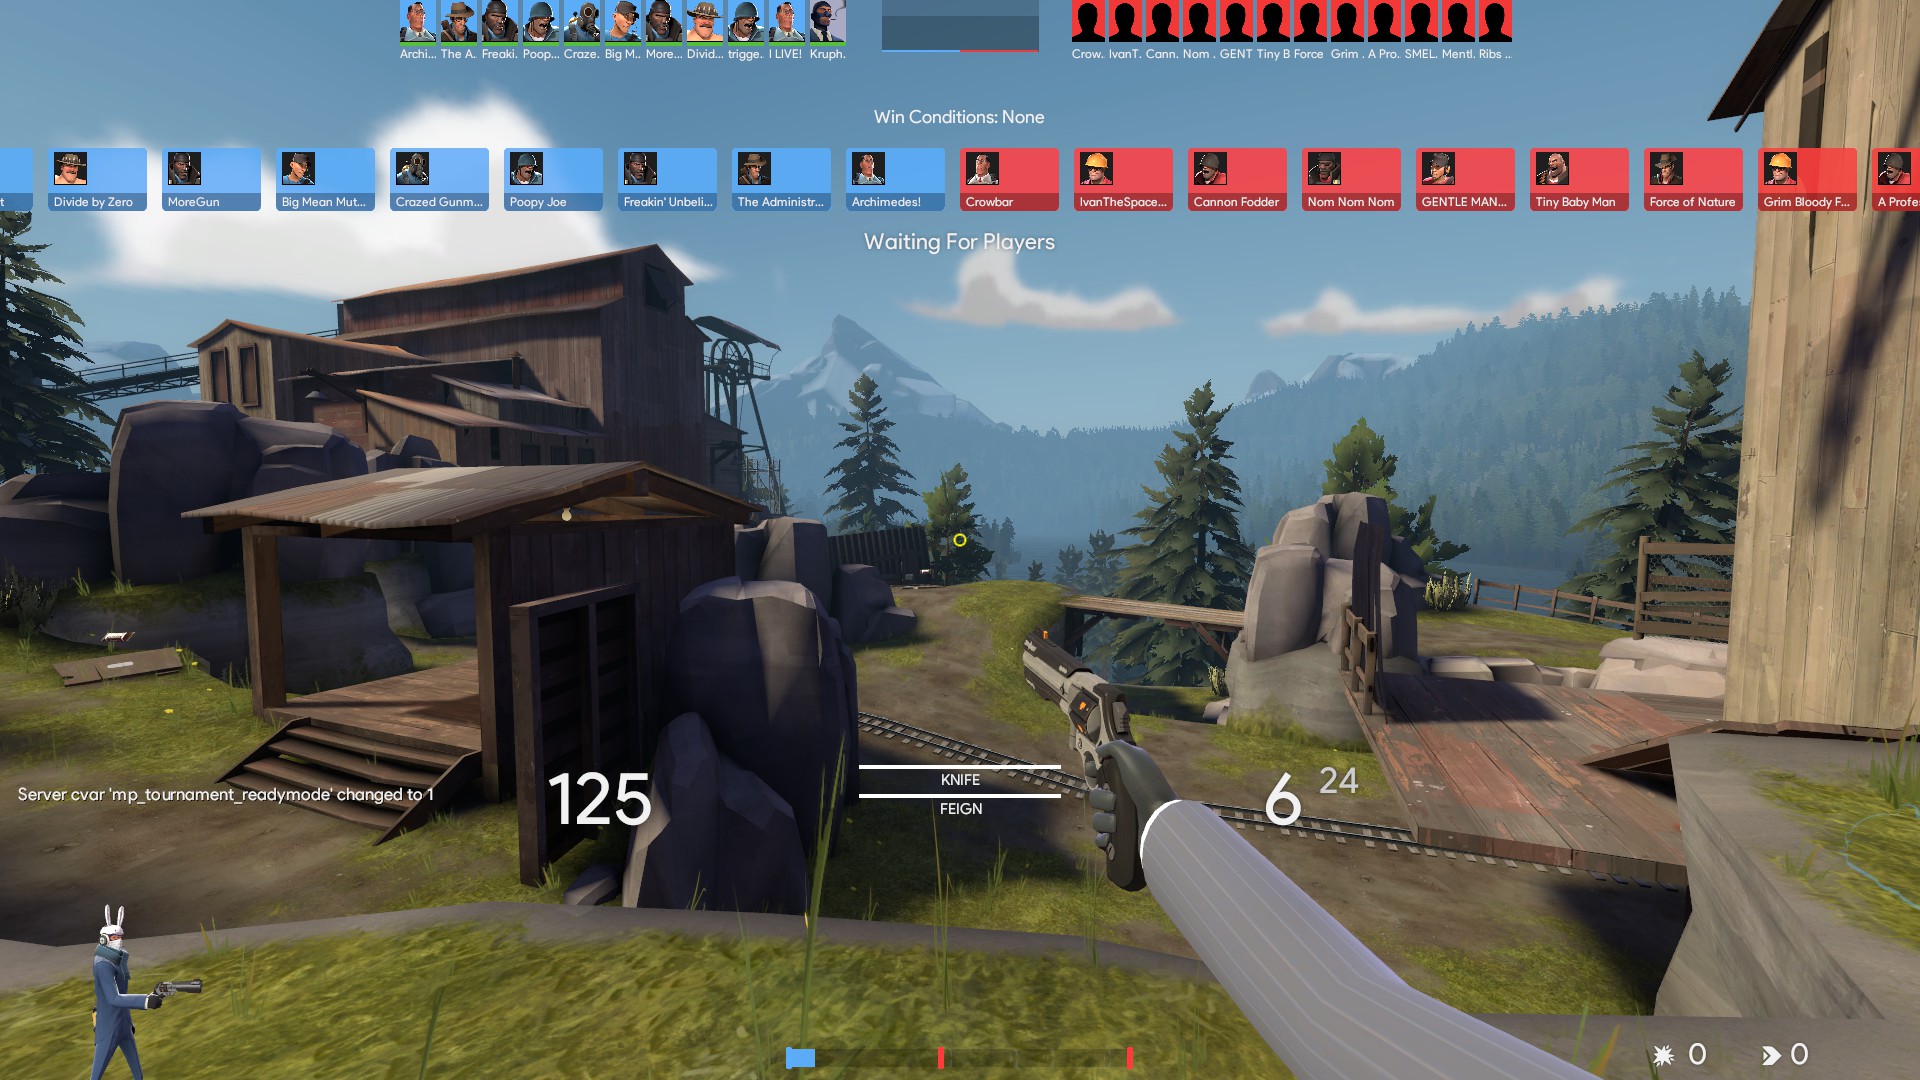 Archi... The A. Freaki. Poop... Craze. Big M.. More... Divid... trigge. I LIVE! Kruph.
Crow. IvanT. Cann. Nom . GENT Tiny B Force Grim . A Pro. SMEL. Mentl. Ribs ..
Win Conditions: None
t Divide by Zero MoreGun Big Mean Mut... Crazed Gunm... Poopy Joe Freakin' Unbeli... The Administr... Archimedes! Crowbar IvanTheSpace... Cannon Fodder Nom Nom Nom GENTLE MAN... Tiny Baby Man Force of Nature Grim Bloody F... A Profes
Waiting For Players
Server cvar 'mp_tournament_readymode' changed to 1
125
KNIFE
FEIGN
6 24
0 0